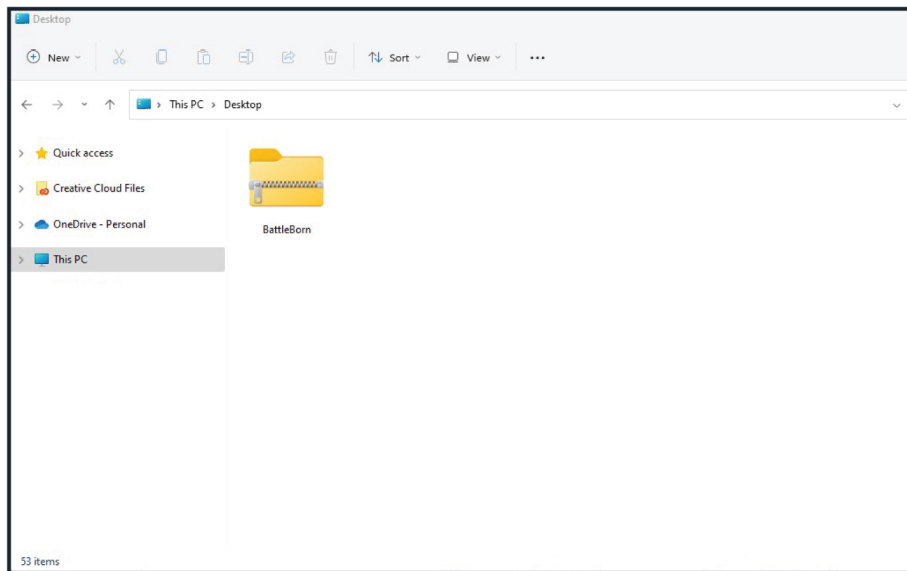 Desktop
New Sort View
This PC > Desktop
Quick access
Creative Cloud Files
OneDrive - Personal
This PC
BattleBorn
53 items